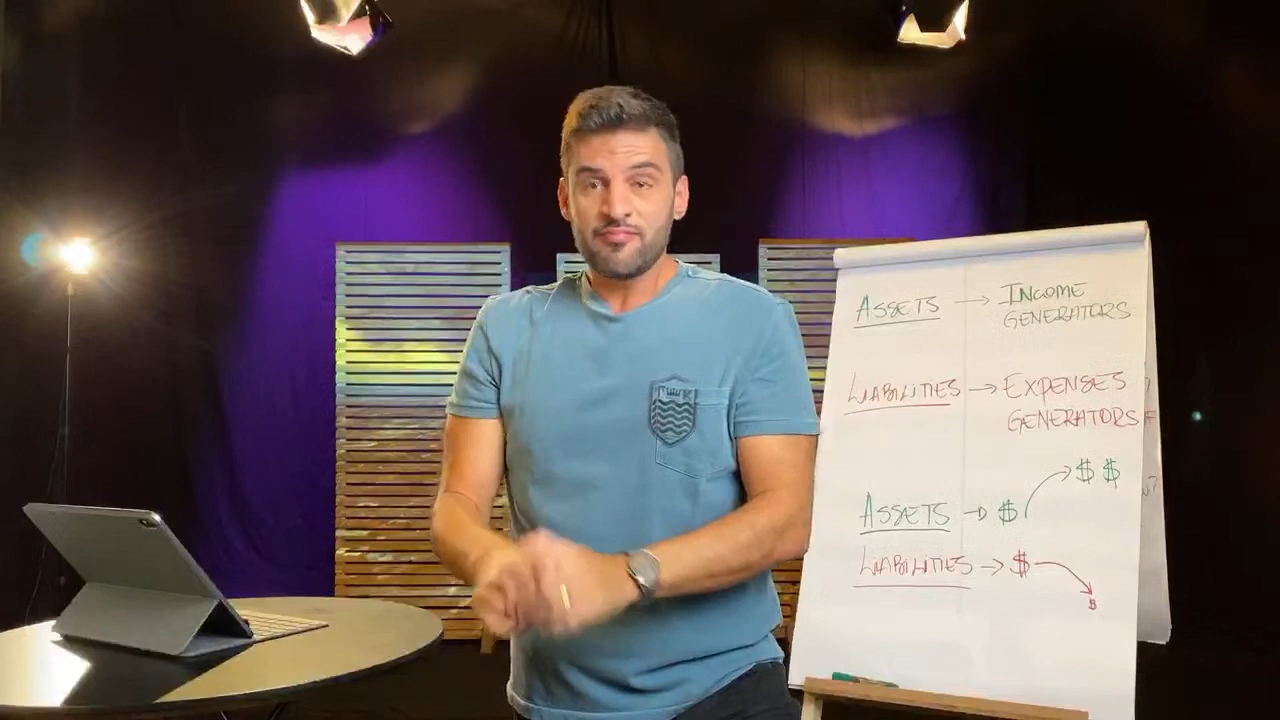 ASSETS → INCOME
GENERATORS
LIABILITIES → EXPENSES
GENERATORS
$$
ASSETS → $
LIABILITIES → $
$